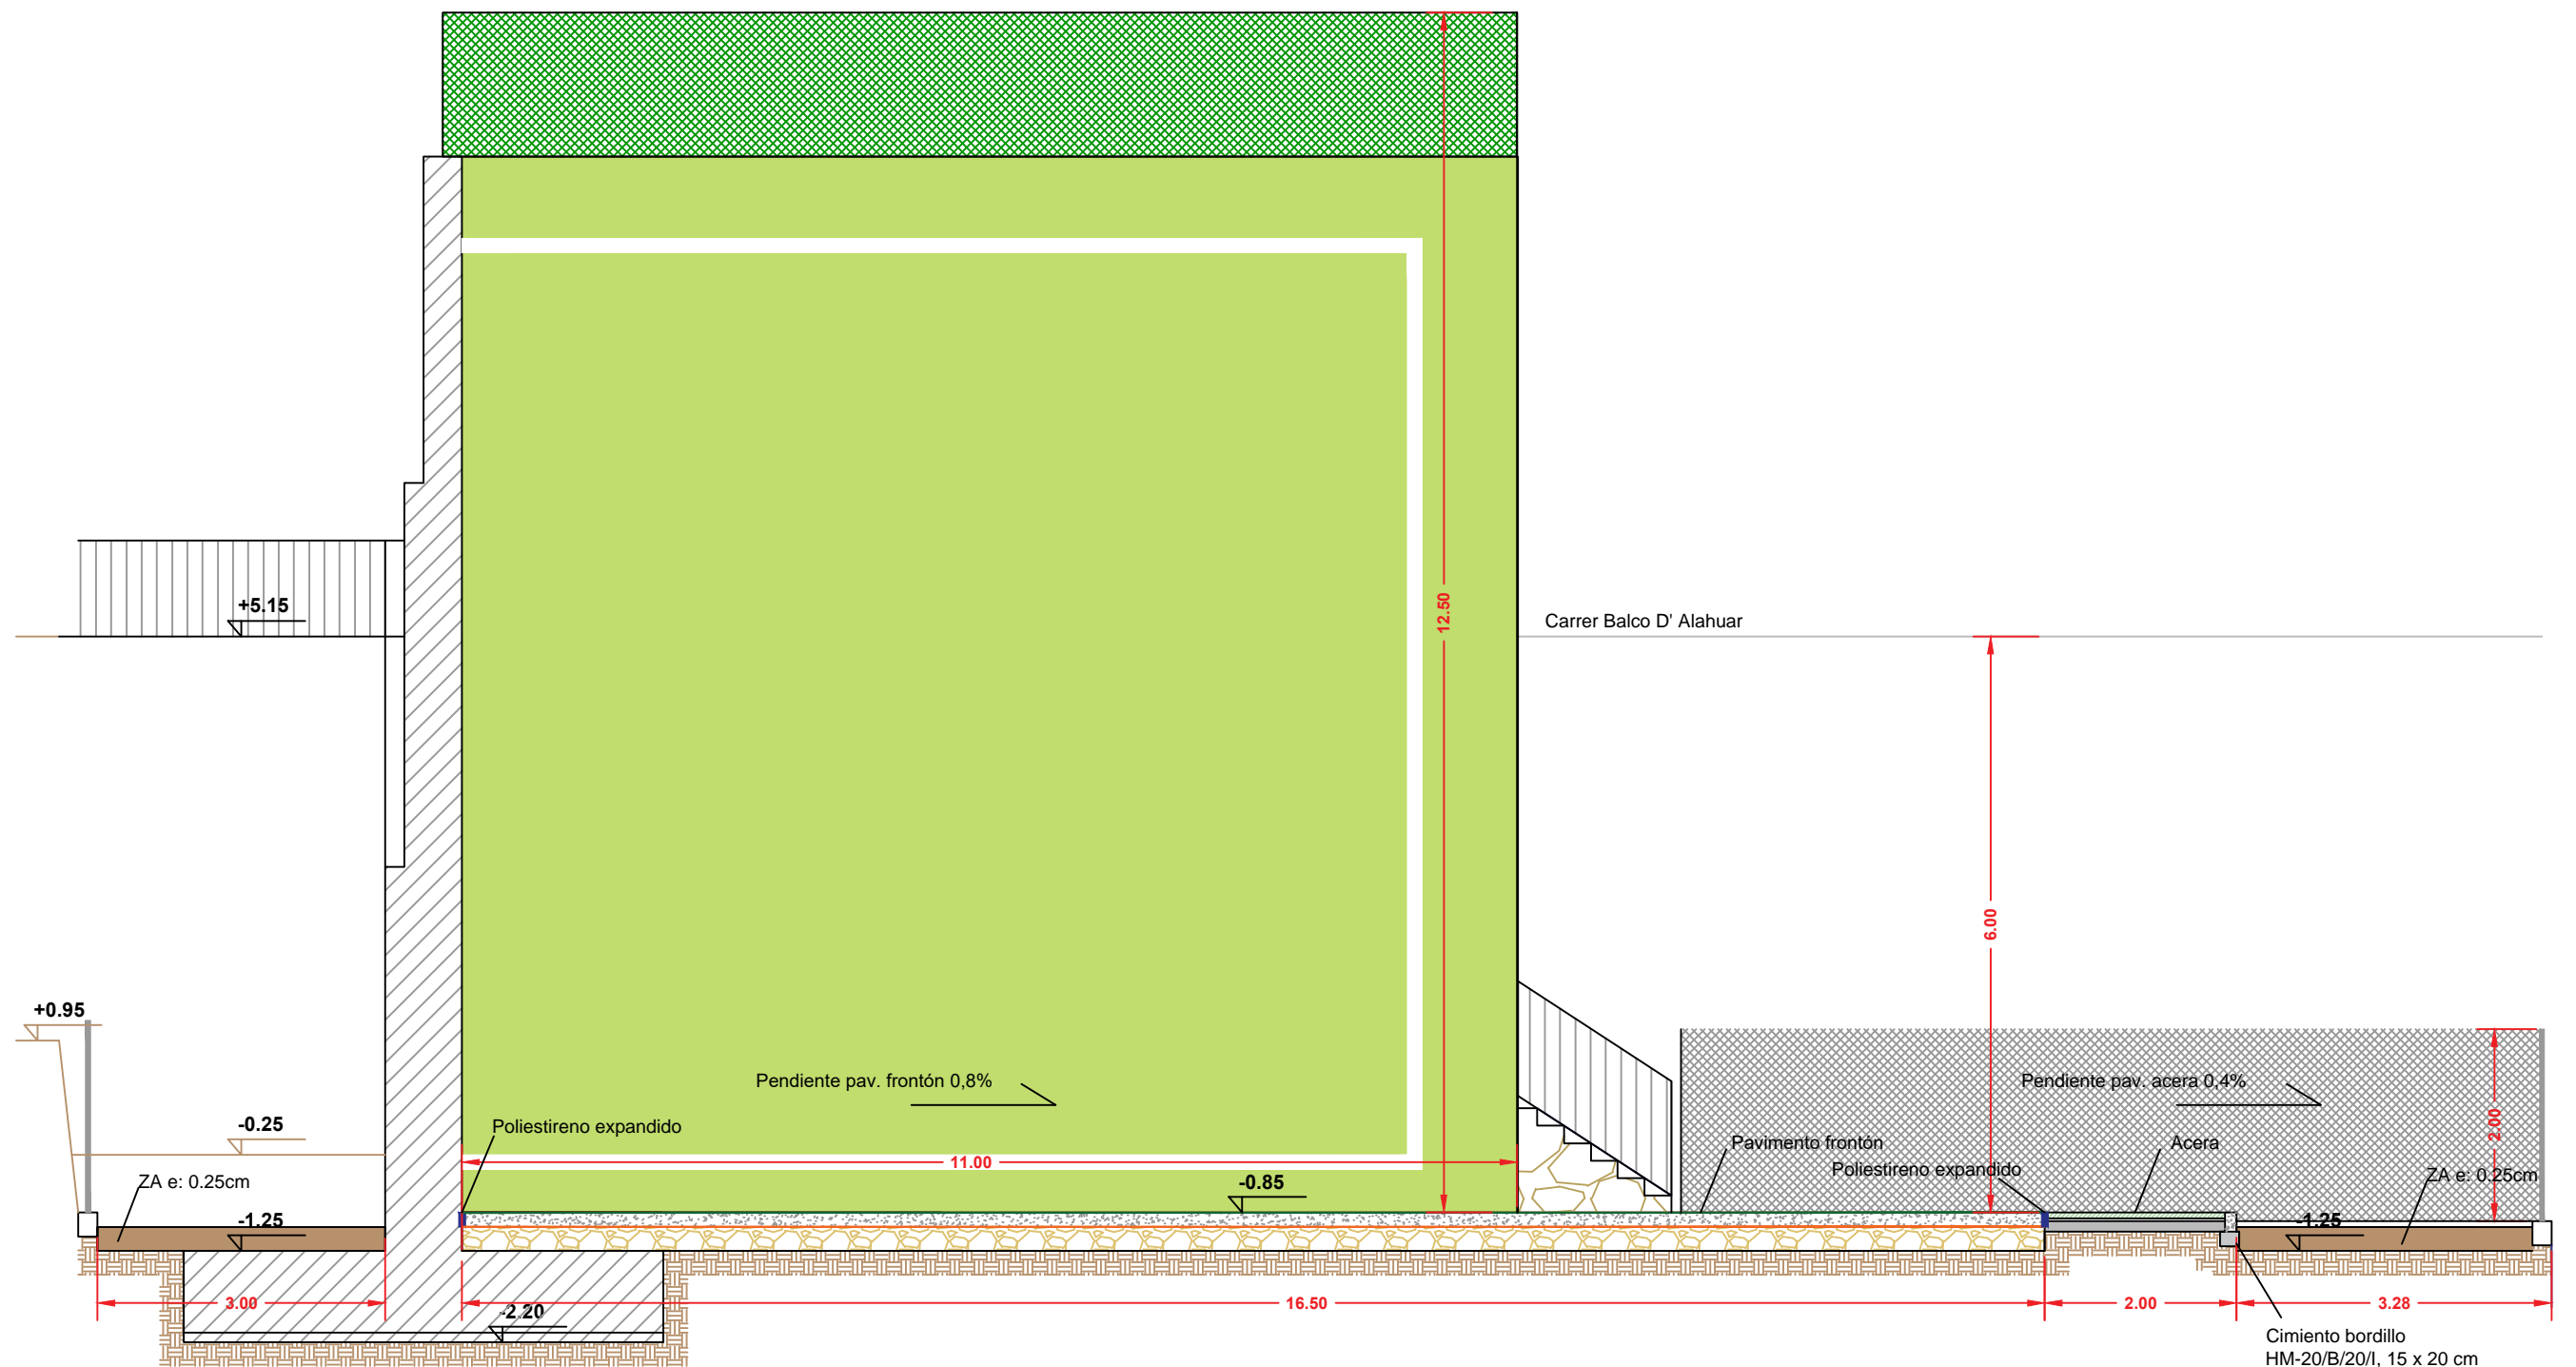 +5.15
12.50
Carrer Balco D' Alahuar
6.00
+0.95
Pendiente pav. frontón 0,8%
Pendiente pav. acera 0,4%
2.00
-0.25
Poliestireno expandido
Pavimento frontón
Acera
11.00
Poliestireno expandido
ZA e: 0.25cm
-0.85
ZA e: 0.25cm
-1.25
-1.25
3.00
-2.20
16.50
2.00
3.28
Cimiento bordillo
HM-20/B/20/I, 15 x 20 cm